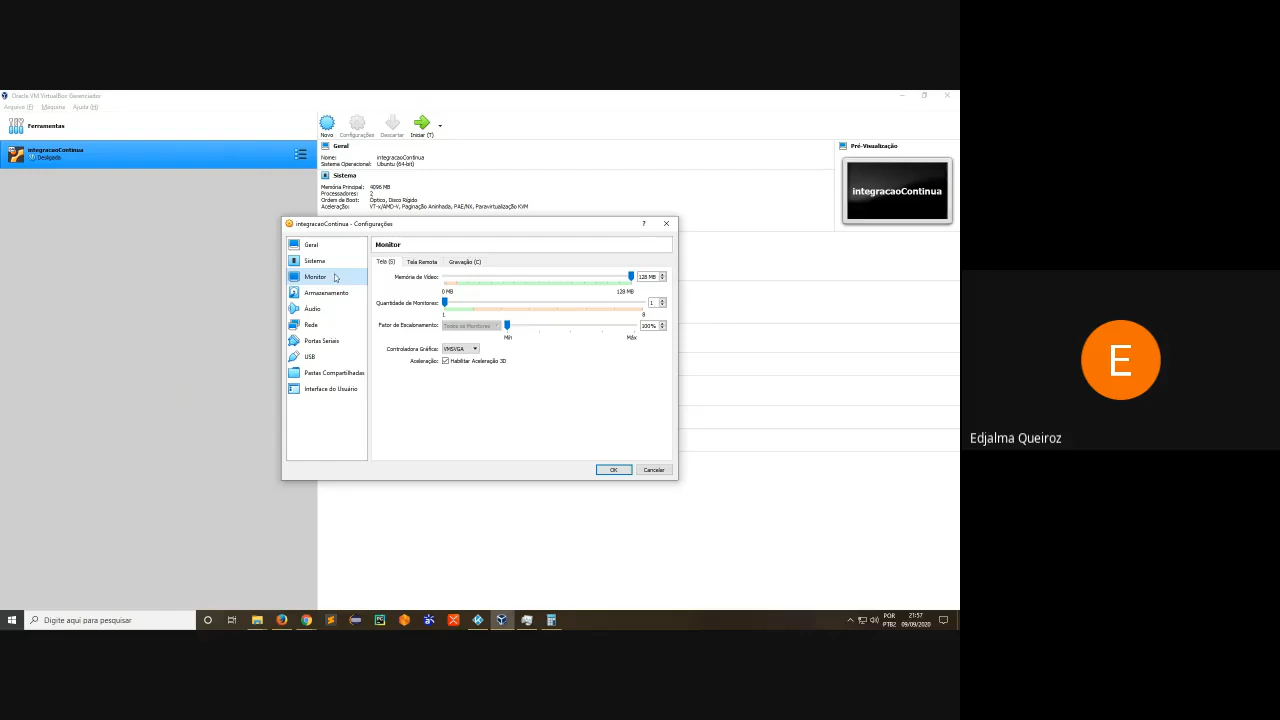 Oracle VM VirtualBox Gerenciador
Arquivo (F) Máquina Ajuda (H)
Ferramentas
Novo Configurações Descartar Iniciar (T)
integracaoContinua
Desligada
Geral
Nome: integracaoContinua
Sistema Operacional: Ubuntu (64-bit)
Sistema
Memória Principal: 4096 MB
Processadores: 2
Ordem de Boot: Óptico, Disco Rígido
Aceleração: VT-x/AMD-V, Paginação Aninhada, PAE/NX, Paravirtualização KVM
Pré-Visualização
integracaoContinua
integracaoContinua - Configurações
?
Geral
Sistema
Monitor
Armazenamento
Áudio
Rede
Portas Seriais
USB
Pastas Compartilhadas
Interface do Usuário
Monitor
Tela (S) Tela Remota Gravação (C)
Memória de Vídeo: 128 MB
0 MB 128 MB
Quantidade de Monitores: 1
1 8
Fator de Escalonamento: Todos os Monitores 100%
Mín Máx
Controladora Gráfica: VMSVGA
Aceleração: Habilitar Aceleração 3D
OK Cancelar
Edjalma Queiroz
E
Digite aqui para pesquisar
POR
PTB2
21:57
09/09/2020